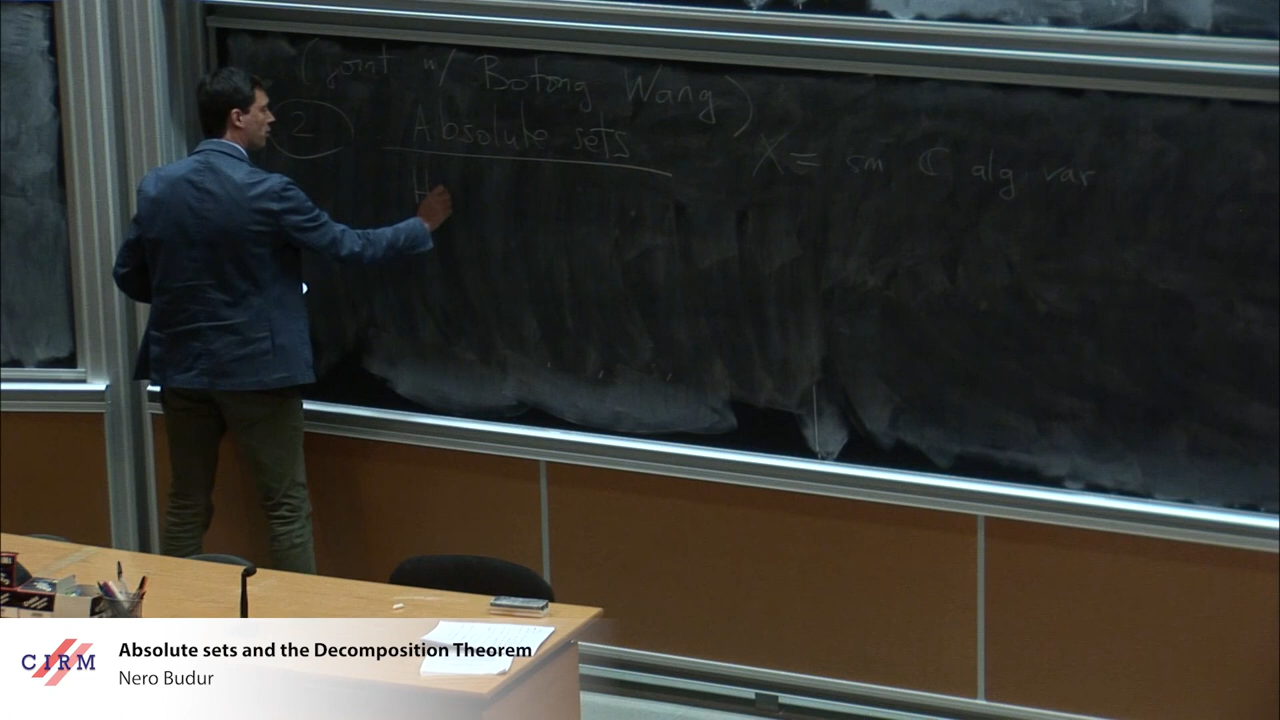 (joint w/ Botong Wang)
2 Absolute sets
X = sm ℂ alg var
H
CIRM
Absolute sets and the Decomposition Theorem
Nero Budur